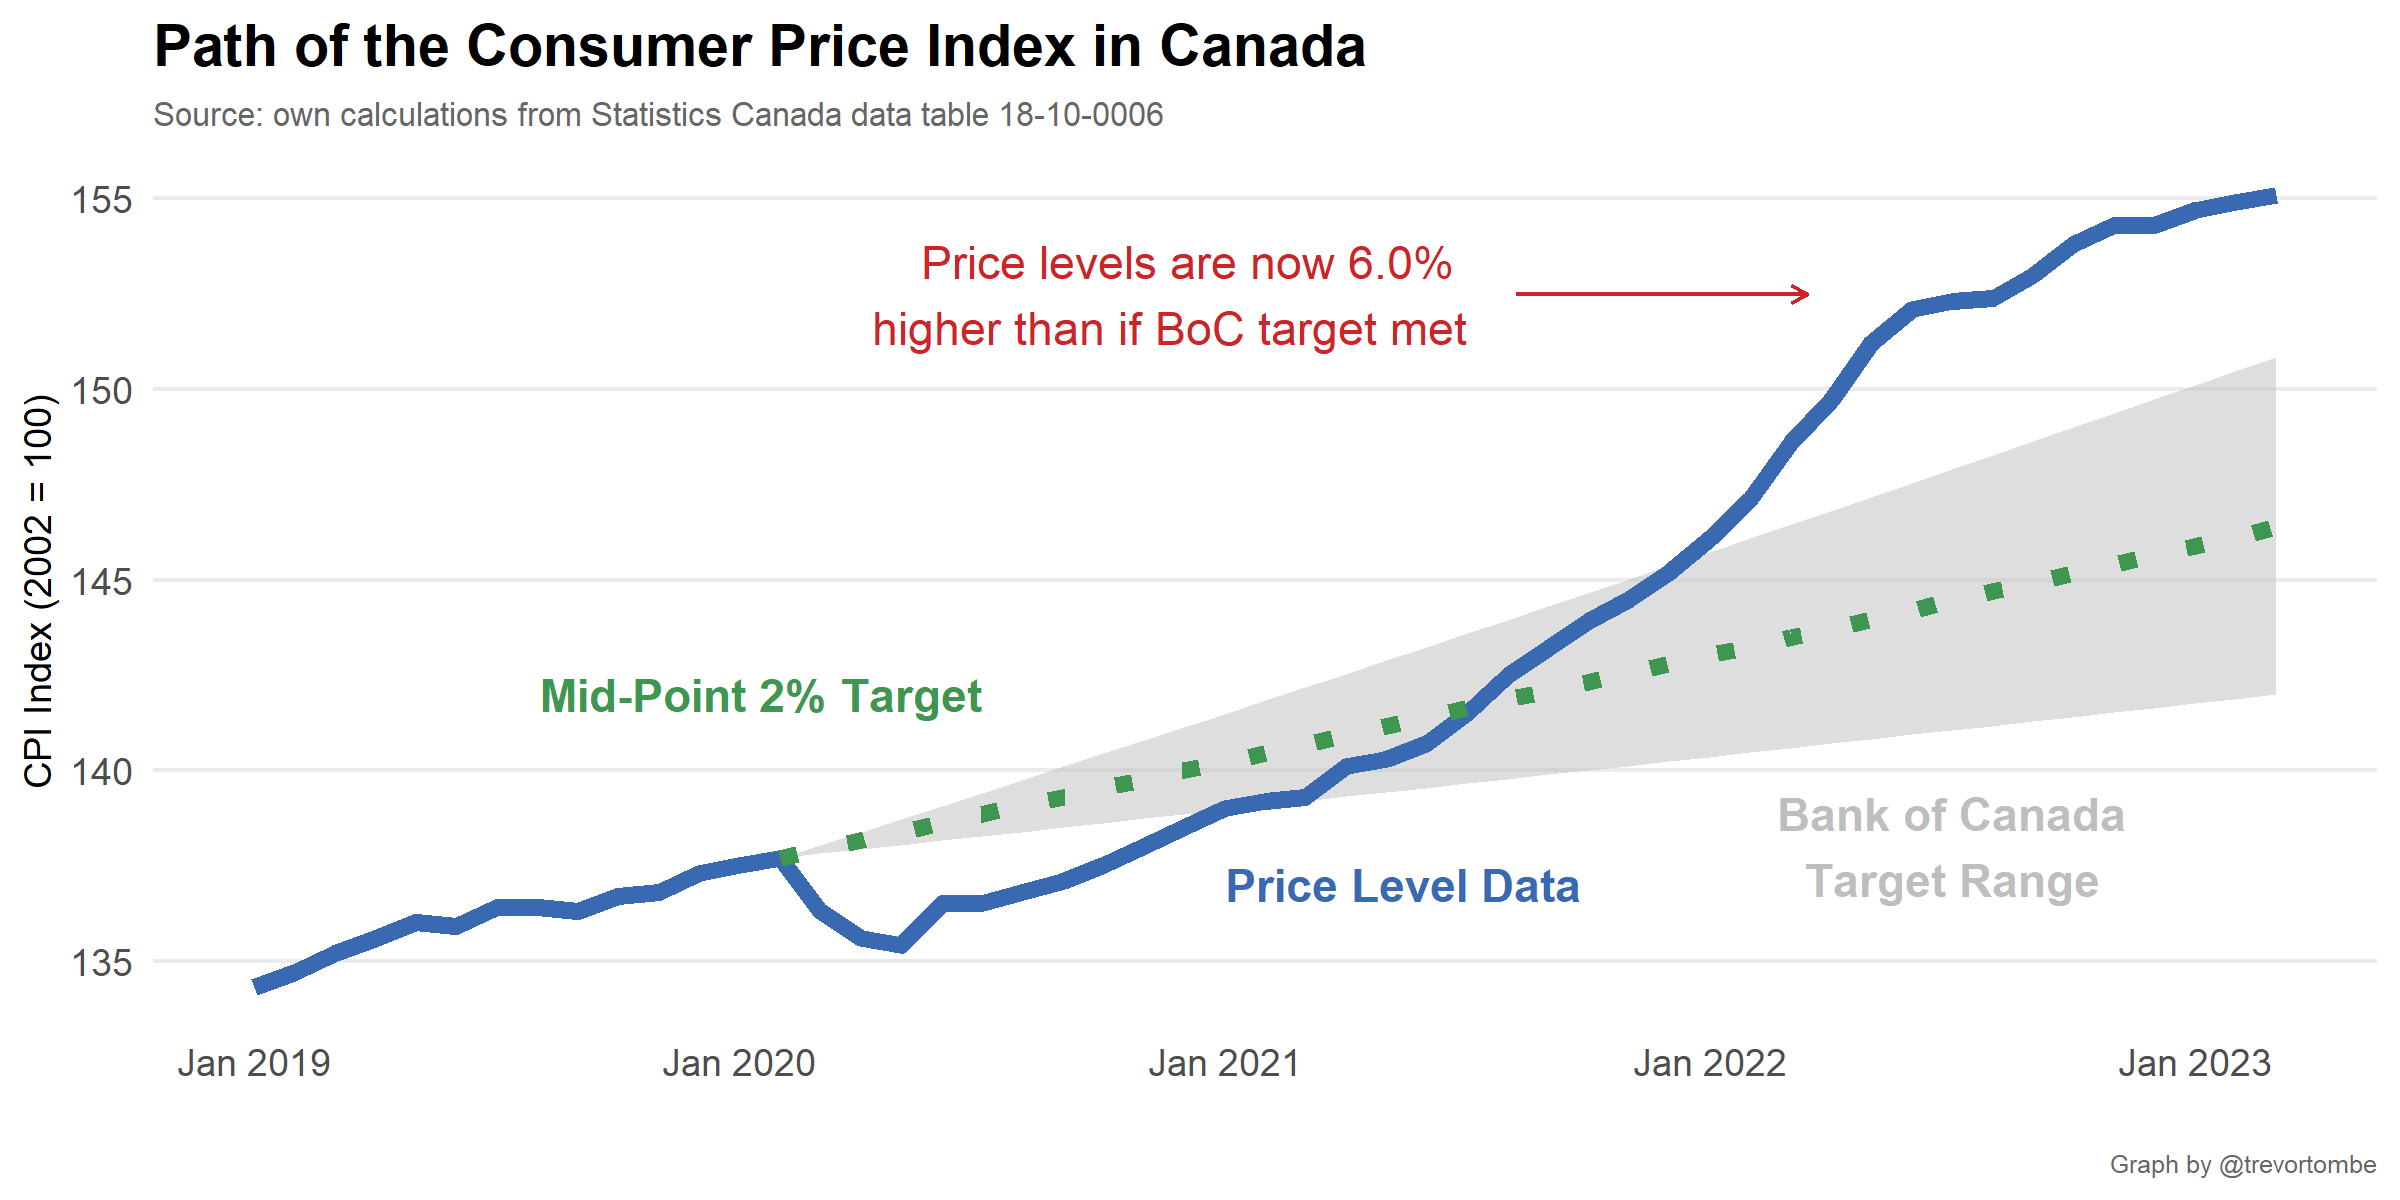 Path of the Consumer Price Index in Canada
Source: own calculations from Statistics Canada data table 18-10-0006
CPI Index (2002 = 100)
155
150
145
140
135
Price levels are now 6.0%
higher than if BoC target met
Mid-Point 2% Target
Price Level Data
Bank of Canada
Target Range
Jan 2019
Jan 2020
Jan 2021
Jan 2022
Jan 2023
Graph by @trevortombe